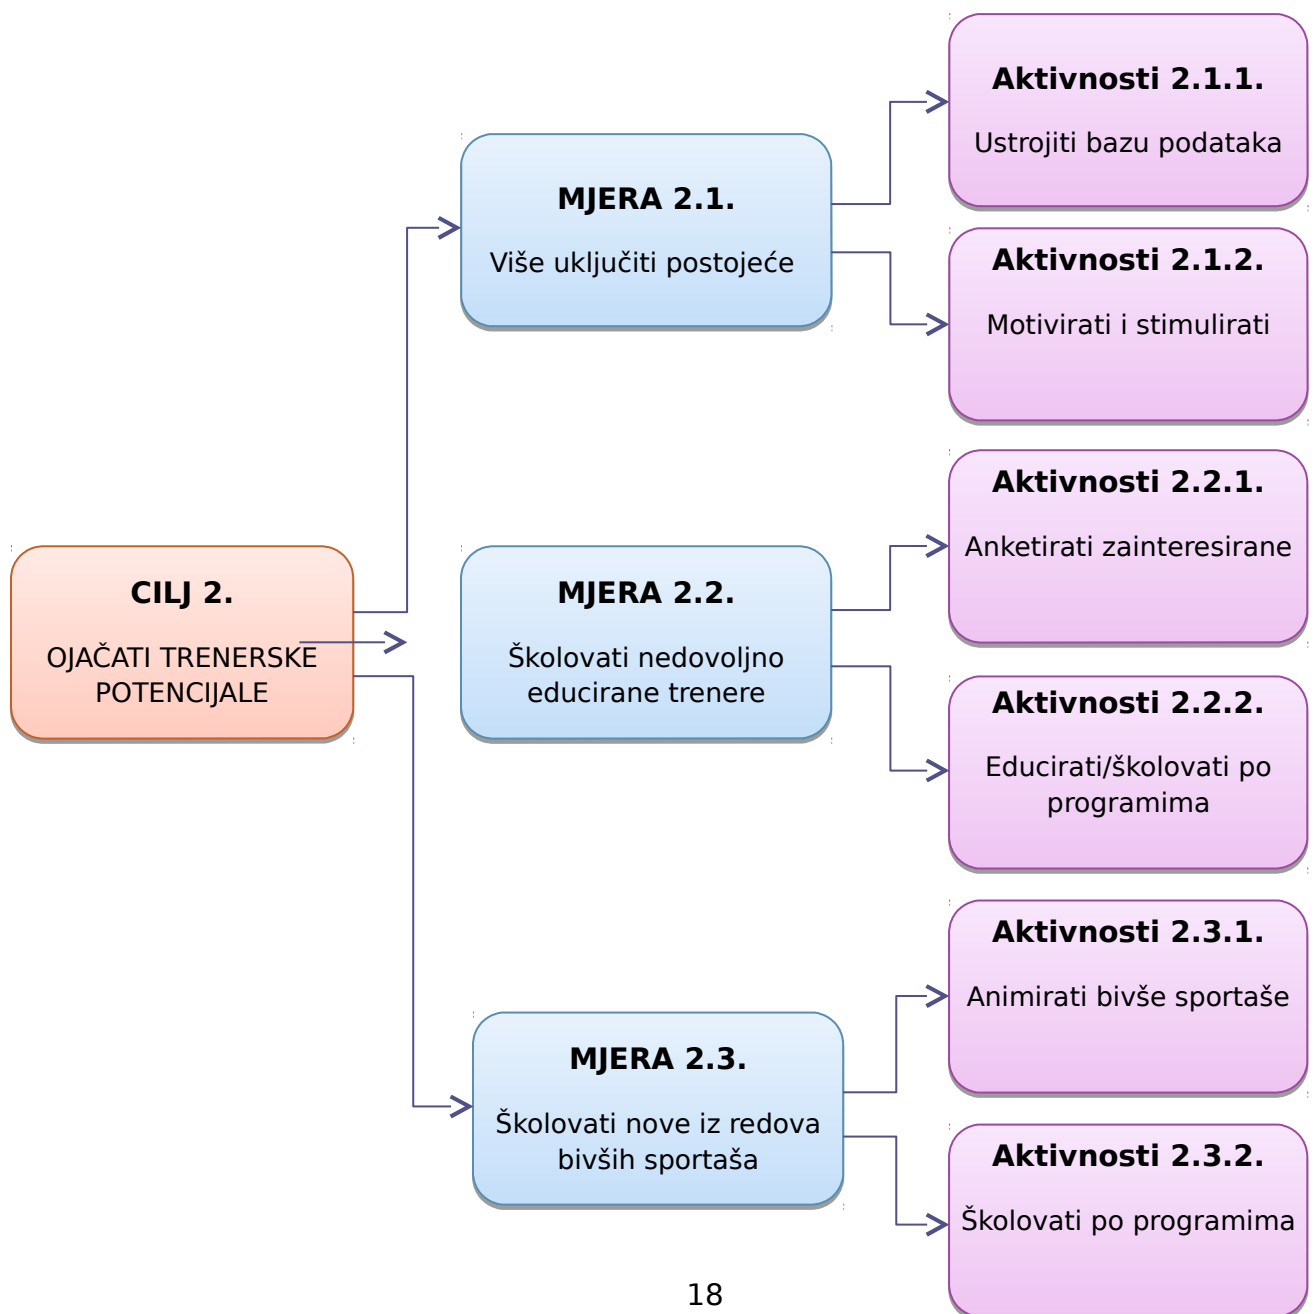 CILJ 2.
OJAČATI TRENERSKE
POTENCIJALE
MJERA 2.1.
Više uključiti postojeće
Aktivnosti 2.1.1.
Ustrojiti bazu podataka
Aktivnosti 2.1.2.
Motivirati i stimulirati
MJERA 2.2.
Školovati nedovoljno
educirane trenere
Aktivnosti 2.2.1.
Anketirati zainteresirane
Aktivnosti 2.2.2.
Educirati/školovati po
programima
MJERA 2.3.
Školovati nove iz redova
bivših sportaša
Aktivnosti 2.3.1.
Animirati bivše sportaše
Aktivnosti 2.3.2.
Školovati po programima
18